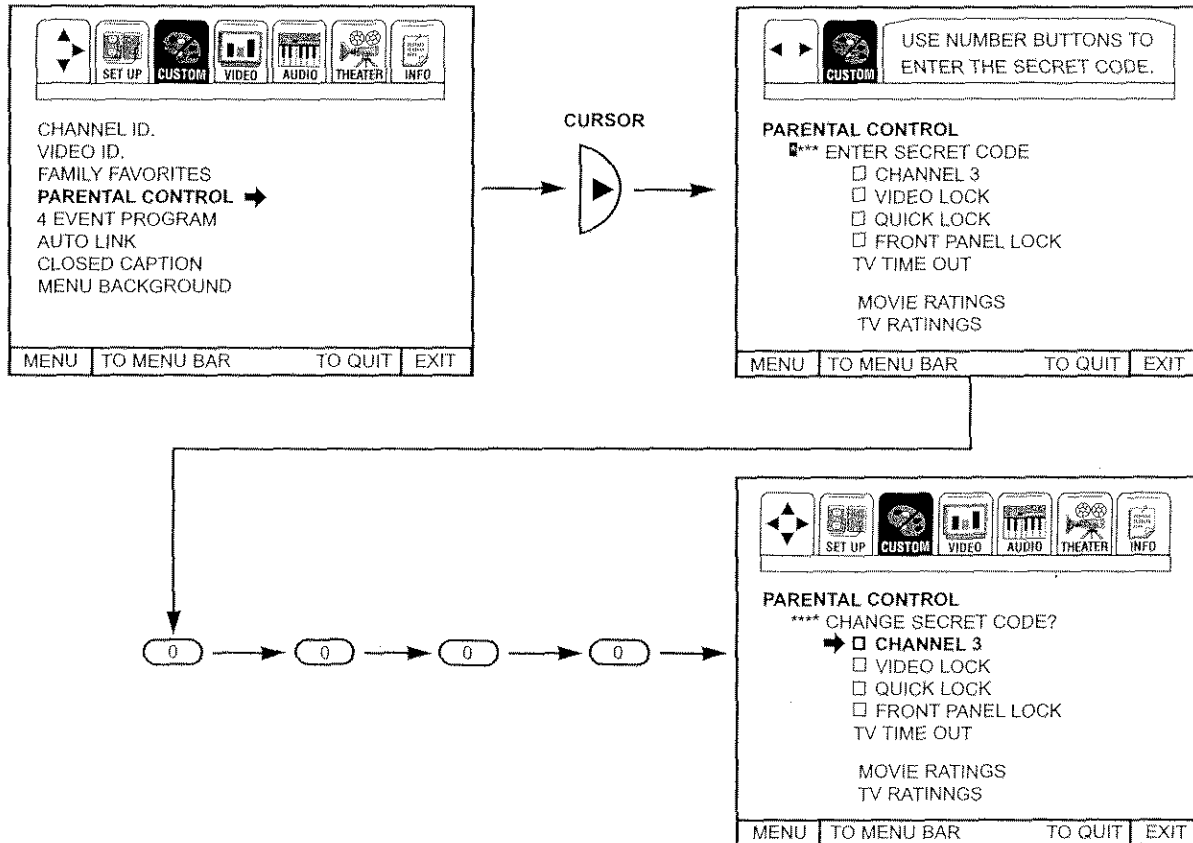 SET UP CUSTOM VIDEO AUDIO THEATER INFO
CHANNEL ID.
VIDEO ID.
FAMILY FAVORITES
PARENTAL CONTROL
4 EVENT PROGRAM
AUTO LINK
CLOSED CAPTION
MENU BACKGROUND
MENU TO MENU BAR TO QUIT EXIT
CURSOR
CUSTOM
USE NUMBER BUTTONS TO
ENTER THE SECRET CODE.
PARENTAL CONTROL
**** ENTER SECRET CODE
CHANNEL 3
VIDEO LOCK
QUICK LOCK
FRONT PANEL LOCK
TV TIME OUT
MOVIE RATINGS
TV RATINNGS
MENU TO MENU BAR TO QUIT EXIT
0 0 0 0
SET UP CUSTOM VIDEO AUDIO THEATER INFO
PARENTAL CONTROL
**** CHANGE SECRET CODE?
CHANNEL 3
VIDEO LOCK
QUICK LOCK
FRONT PANEL LOCK
TV TIME OUT
MOVIE RATINGS
TV RATINNGS
MENU TO MENU BAR TO QUIT EXIT